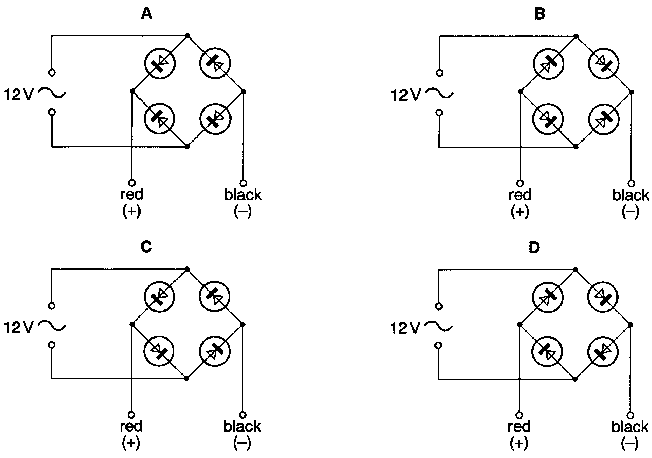 A
B
12V
12V
red
(+)
black
(−)
red
(+)
black
(−)
C
D
12V
12V
red
(+)
black
(−)
red
(+)
black
(−)